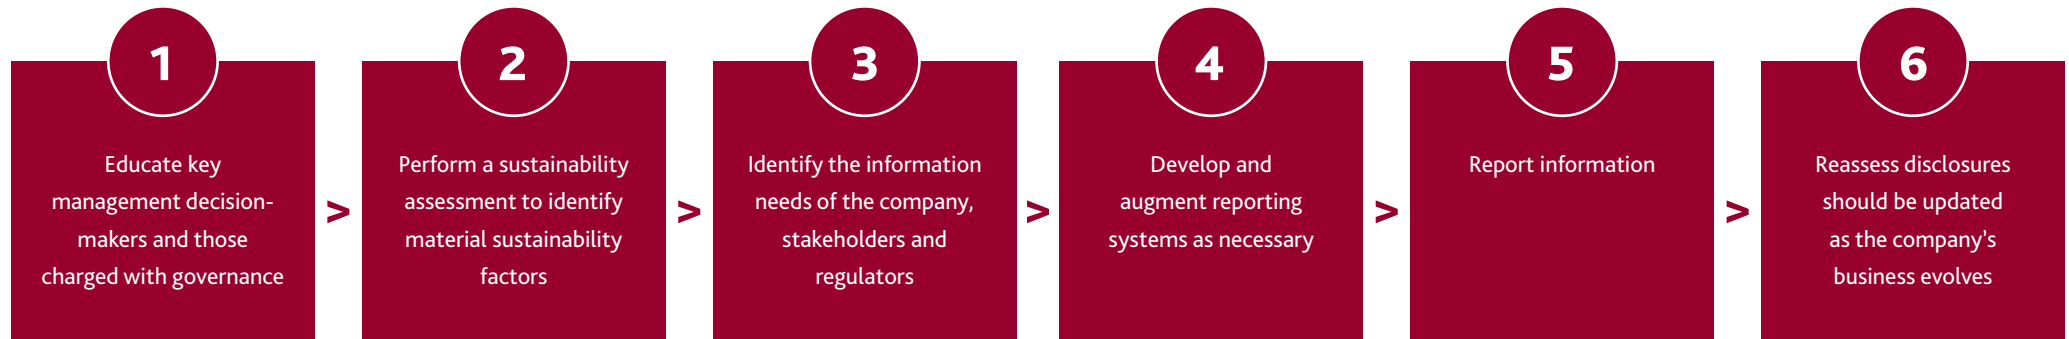 1
Educate key
management decision-
makers and those
charged with governance
>
2
Perform a sustainability
assessment to identify
material sustainability
factors
>
3
Identify the information
needs of the company,
stakeholders and
regulators
>
4
Develop and
augment reporting
systems as necessary
>
5
Report information
>
6
Reassess disclosures
should be updated
as the company's
business evolves